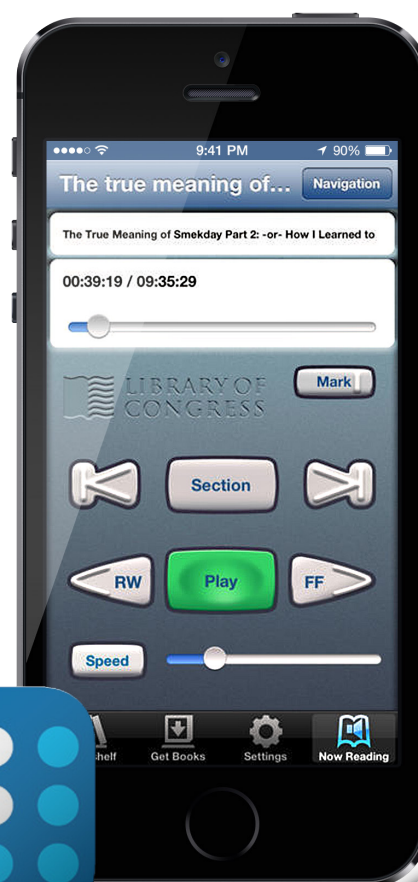 9:41 PM
90%
The true meaning of...
Navigation
The True Meaning of Smekday Part 2: -or- How I Learned to
00:39:19 / 09:35:29
LIBRARY OF
CONGRESS
Mark
Section
RW
Play
FF
Speed
helf
Get Books
Settings
Now Reading